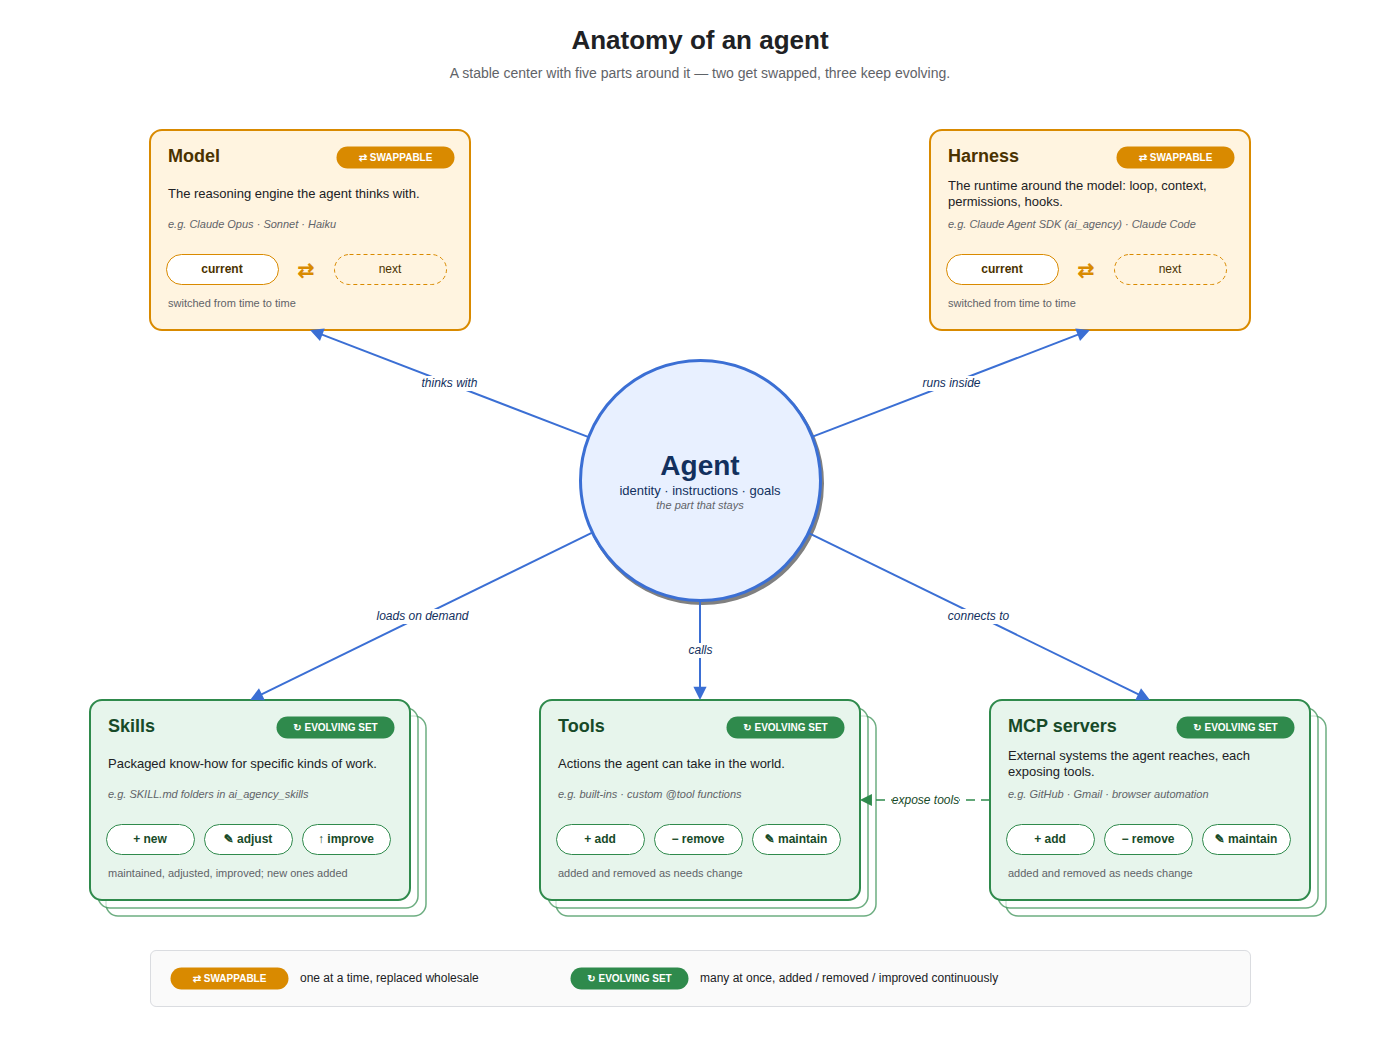 Anatomy of an agent
A stable center with five parts around it — two get swapped, three keep evolving.
Model
⇄ SWAPPABLE
The reasoning engine the agent thinks with.
e.g. Claude Opus · Sonnet · Haiku
current
⇄
next
switched from time to time
Harness
⇄ SWAPPABLE
The runtime around the model: loop, context,
permissions, hooks.
e.g. Claude Agent SDK (ai_agency) · Claude Code
current
⇄
next
switched from time to time
thinks with
runs inside
Agent
identity · instructions · goals
the part that stays
loads on demand
calls
connects to
Skills
↻ EVOLVING SET
Packaged know-how for specific kinds of work.
e.g. SKILL.md folders in ai_agency_skills
+ new
✎ adjust
↑ improve
maintained, adjusted, improved; new ones added
Tools
↻ EVOLVING SET
Actions the agent can take in the world.
e.g. built-ins · custom @tool functions
+ add
− remove
✎ maintain
added and removed as needs change
expose tools
MCP servers
↻ EVOLVING SET
External systems the agent reaches, each
exposing tools.
e.g. GitHub · Gmail · browser automation
+ add
− remove
✎ maintain
added and removed as needs change
⇄ SWAPPABLE
one at a time, replaced wholesale
↻ EVOLVING SET
many at once, added / removed / improved continuously